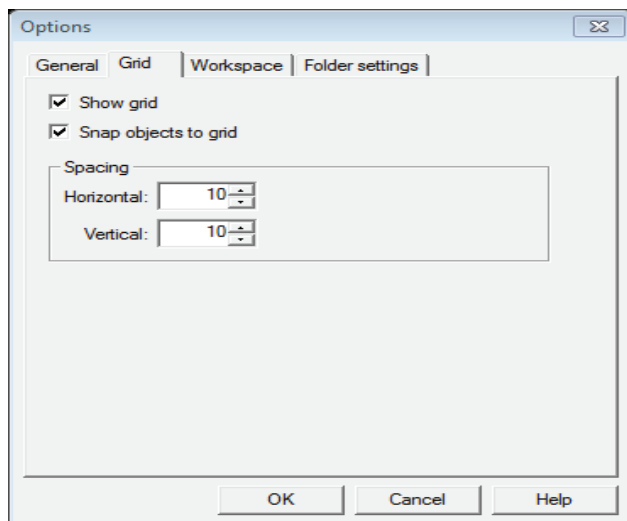 Options
General Grid Workspace Folder settings
Show grid
Snap objects to grid
Spacing
Horizontal: 10
Vertical: 10
OK Cancel Help